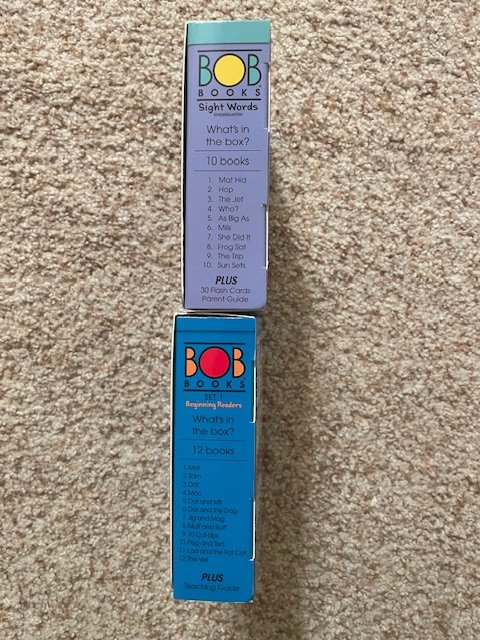 BOB
BOOKS
Sight Words
KINDERGARTEN
What's in
the box?
10 books
1. Mat Hid
2. Hop
3. The Jet
4. Who?
5. As Big As
6. Milk
7. She Did It
8. Frog Sat
9. The Trip
10. Sun Sets
PLUS
30 Flash Cards
Parent Guide
BOB
BOOKS
SET 1
Beginning Readers
What's in
the box?
12 books
1. Mat
2. Sam
3. Dot
4. Mac
5. Dot and Mit
6. Dot and the Dog
7. Jig and Mag
8. Muff and Ruff
9. 10 Cut-Ups
10. Peg and Ted
11. Lad and the Fat Cat
12. The Vet
PLUS
Teaching Guide